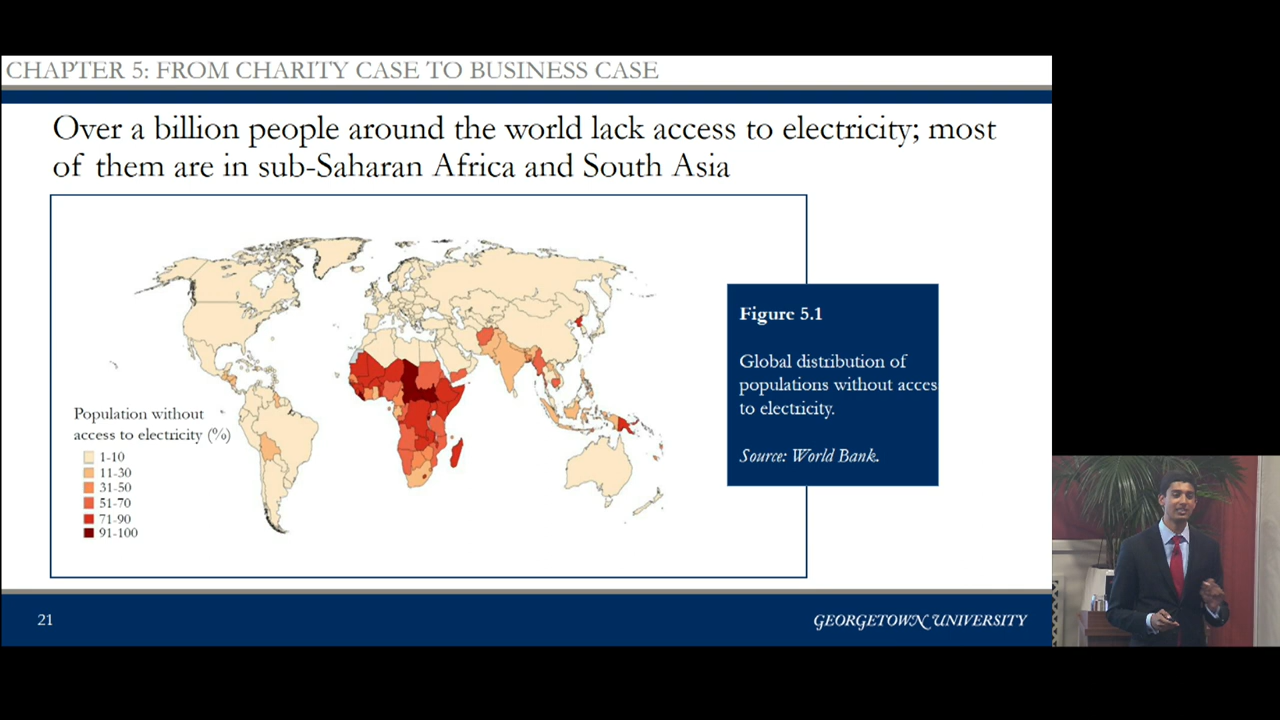 CHAPTER 5: FROM CHARITY CASE TO BUSINESS CASE
Over a billion people around the world lack access to electricity; most
of them are in sub-Saharan Africa and South Asia
Population without
access to electricity (%)
1-10
11-30
31-50
51-70
71-90
91-100
Figure 5.1
Global distribution of
populations without acces
to electricity.
Source: World Bank.
21
GEORGETOWN UNIVERSITY